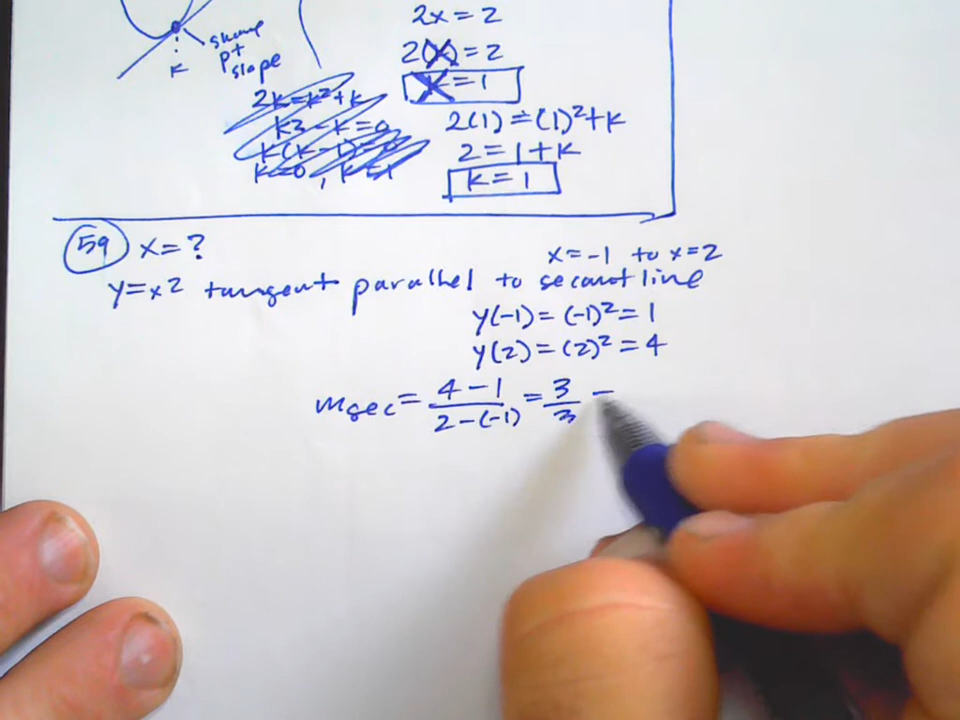 share
pt
slope
K
2x = 2
2(x) = 2
x = 1
2K = K² + K
K² - K = 0
K(K-1) = 0
K=0, K=1
2(1) = (1)² + K
2 = 1 + K
K = 1
59 x = ?
x = -1 to x = 2
y = x² tangent parallel to secant line
y(-1) = (-1)² = 1
y(2) = (2)² = 4
msec = 4 - 1 / 2 - (-1) = 3 / 3 =